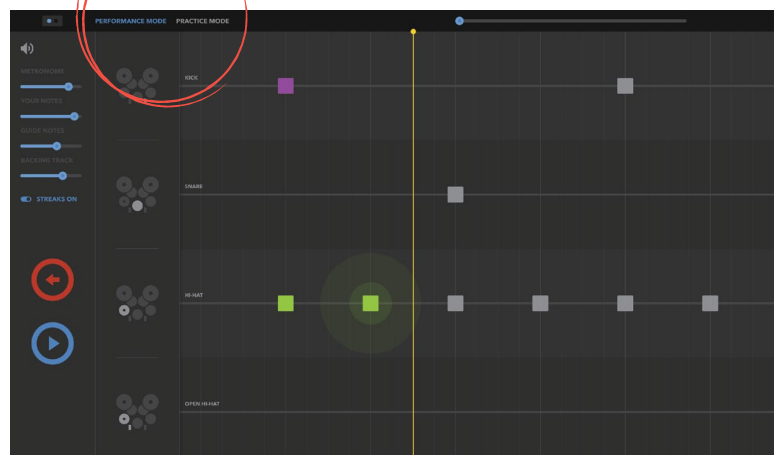 PERFORMANCE MODE PRACTICE MODE
METRONOME
YOUR NOTES
GUIDE NOTES
BACKING TRACK
STREAKS ON
KICK
SNARE
HI-HAT
OPEN HI-HAT